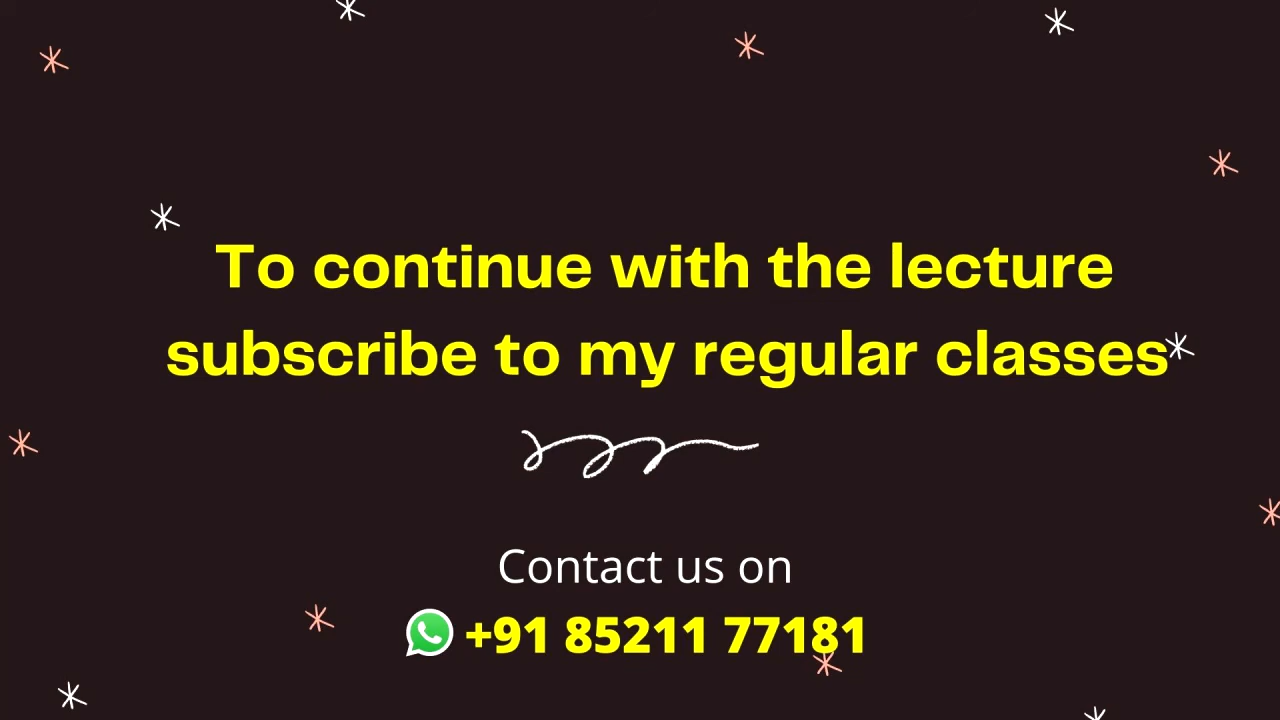 To continue with the lecture
subscribe to my regular classes
Contact us on
+91 85211 77181